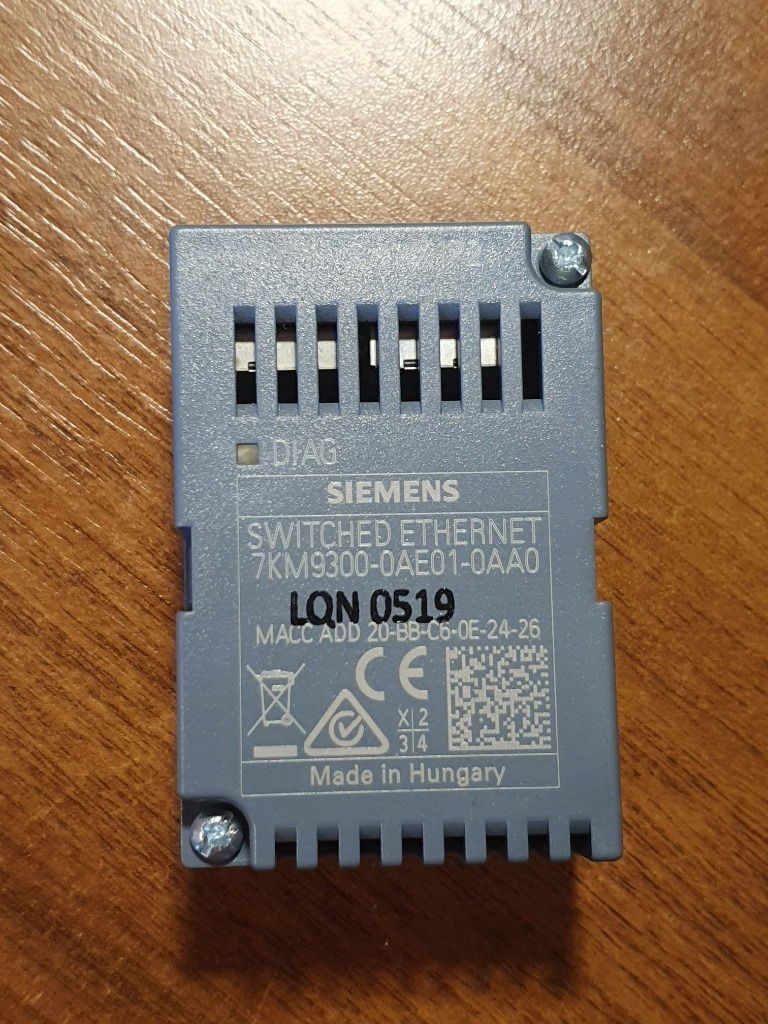 DIAG
SIEMENS
SWITCHED ETHERNET
7KM9300-0AE01-0AA0
LQN 0519
MACC ADD 20-BB-C6-0E-24-26
CE
X 2
3 4
Made in Hungary